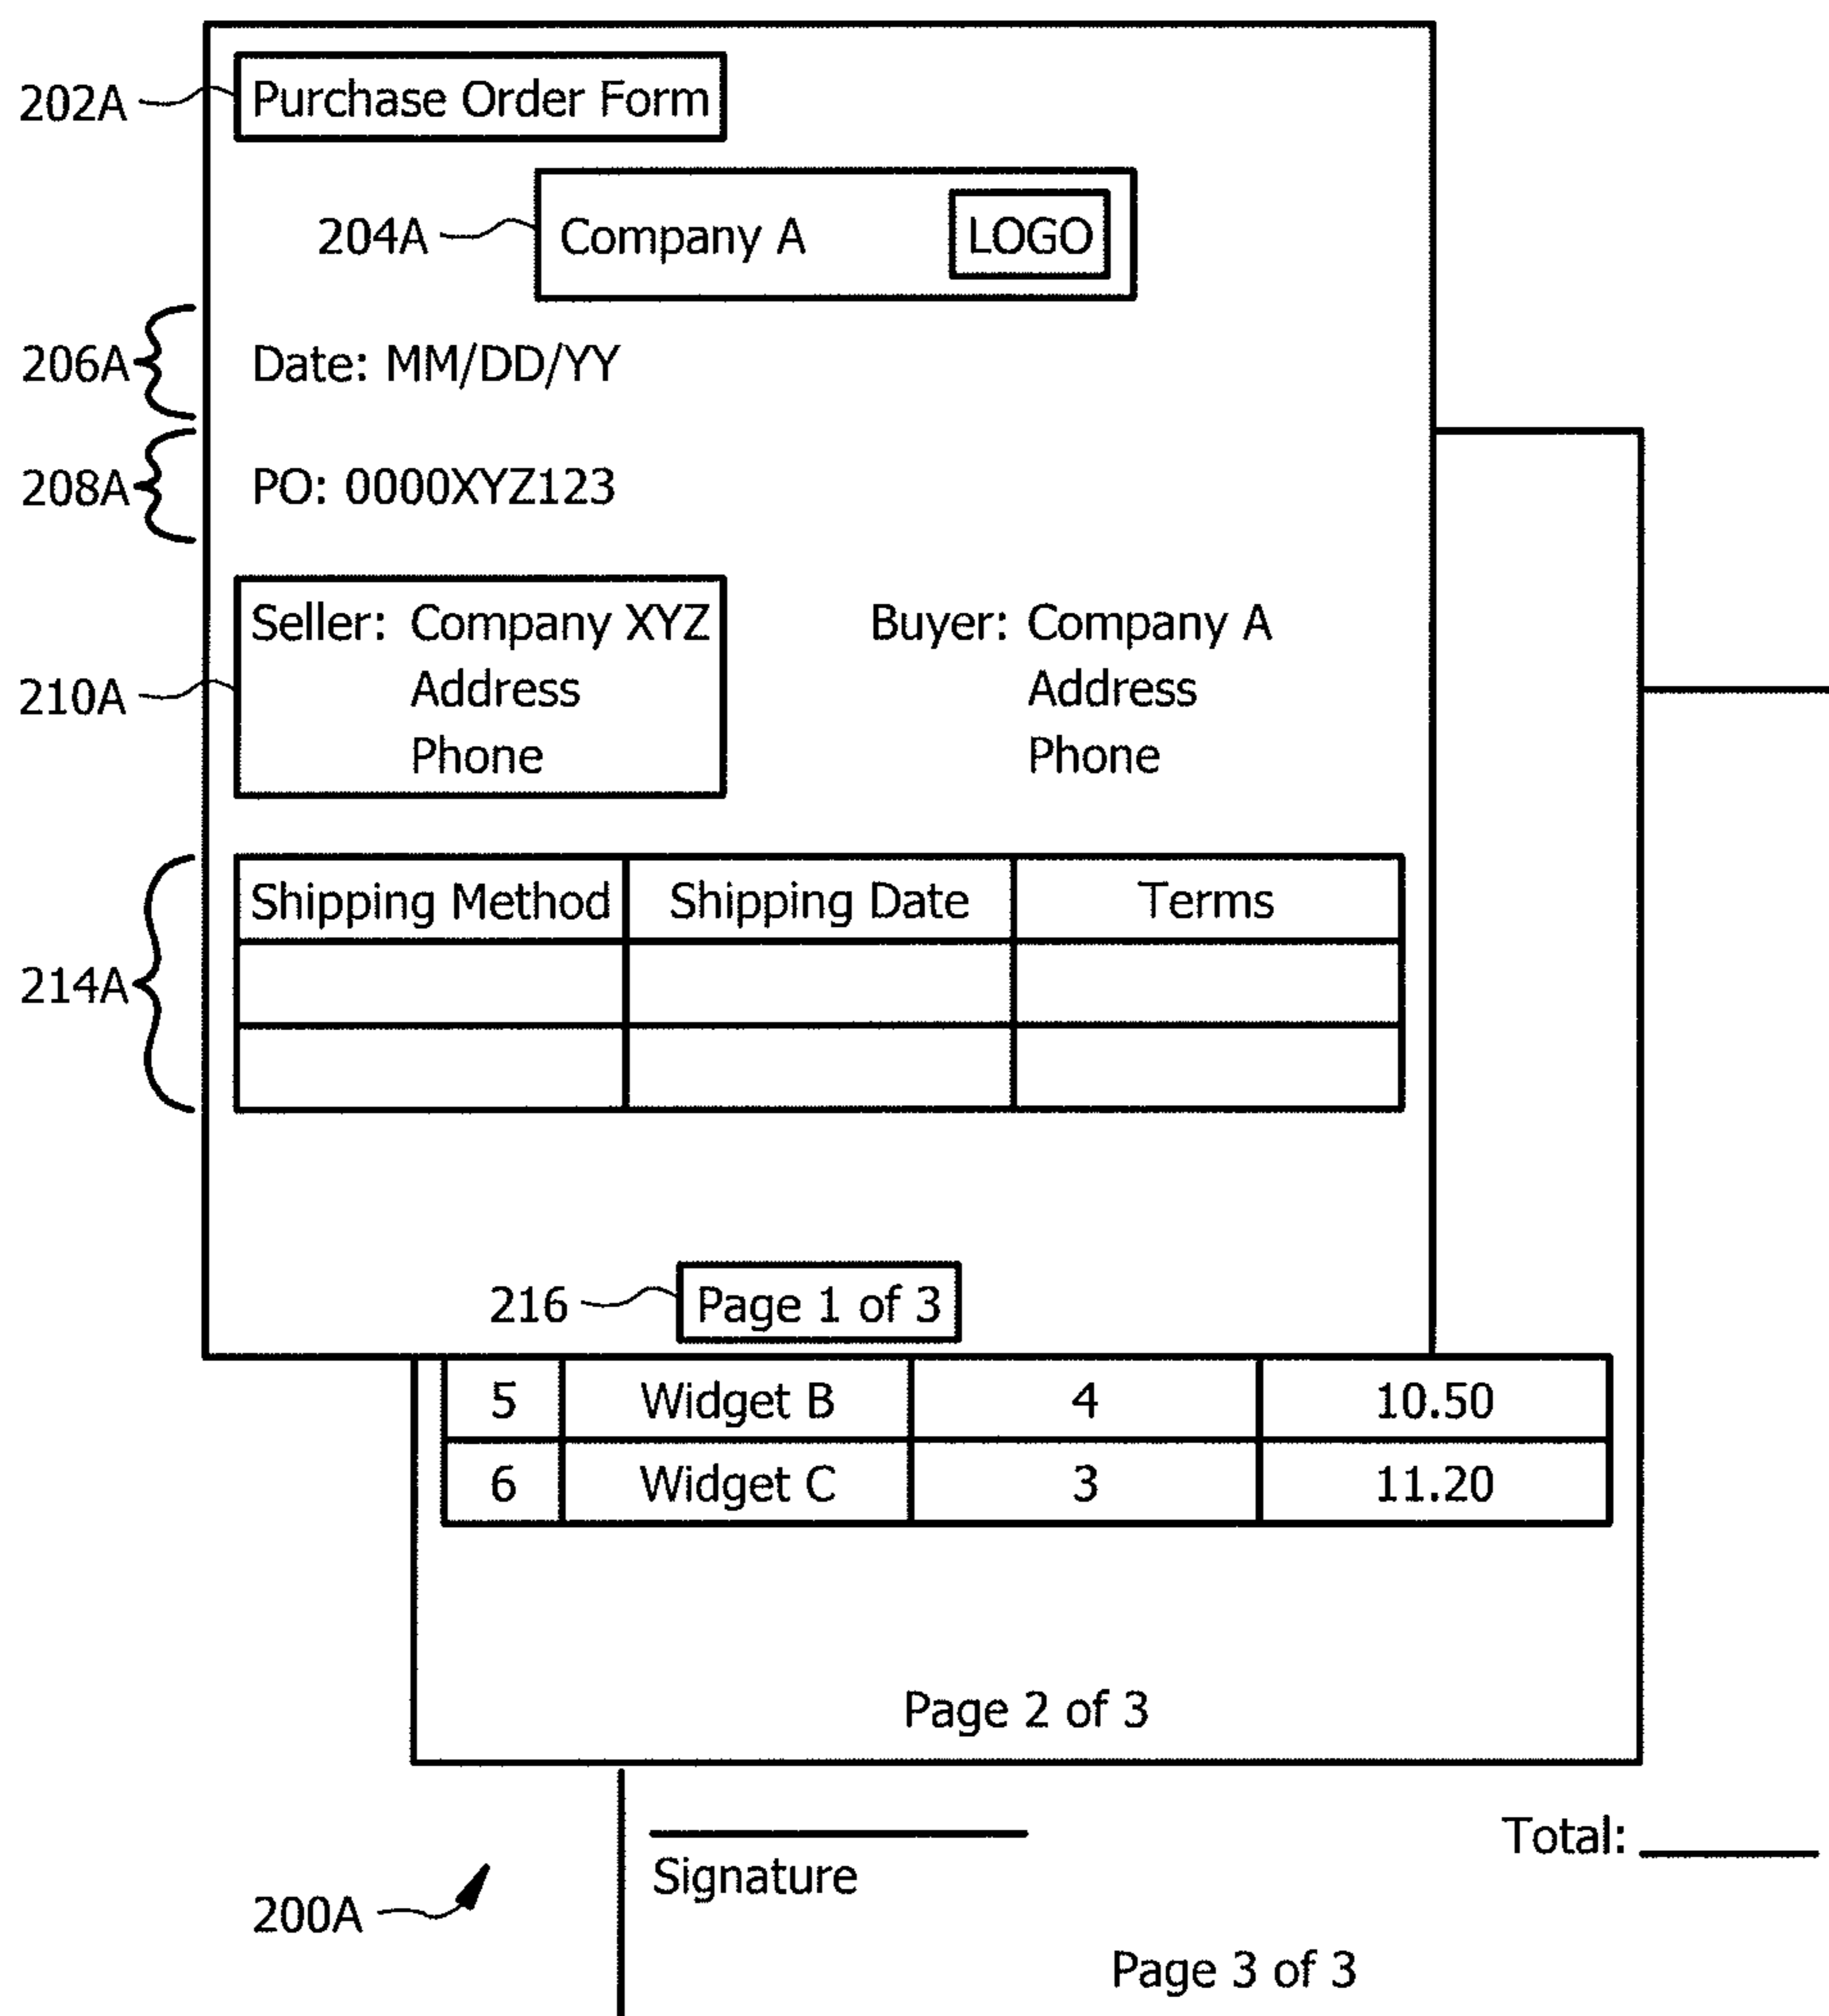 202A Purchase Order Form
204A Company A LOGO
206A Date: MM/DD/YY
208A PO: 0000XYZ123
Seller: Company XYZ Buyer: Company A
210A Address Address
Phone Phone
Shipping Method Shipping Date Terms
214A
216 Page 1 of 3
5 Widget B 4 10.50
6 Widget C 3 11.20
Page 2 of 3
Total:
Signature
200A
Page 3 of 3